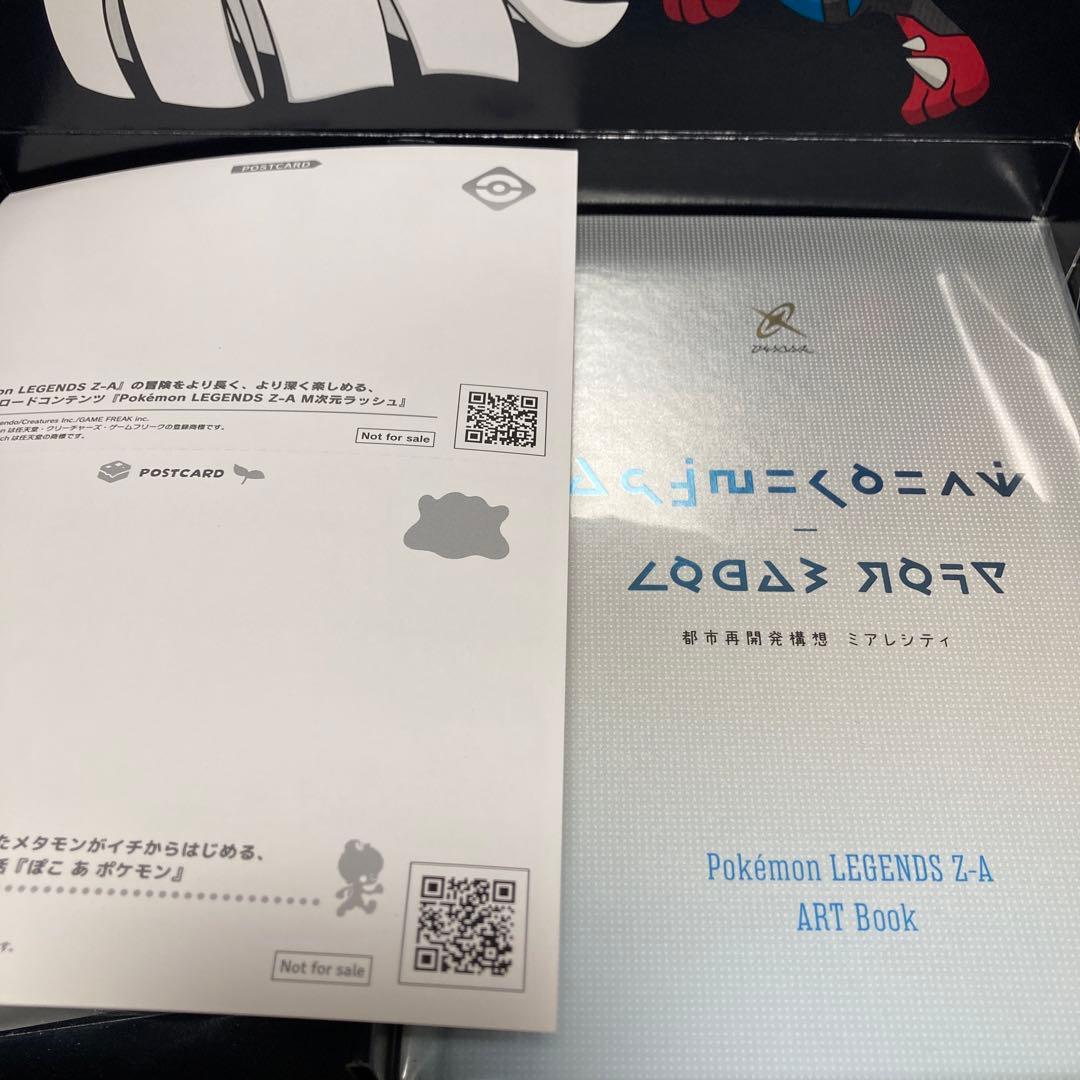 POSTCARD
on LEGENDS Z-A』の冒険をより長く、より深く楽しめる、
ロードコンテンツ『Pokémon LEGENDS Z-A M次元ラッシュ』
endo/Creatures Inc./GAME FREAK inc.
n は任天堂・クリーチャーズ・ゲームフリークの登録商標です。
ch は任天堂の商標です。
Not for sale
POSTCARD
たメタモンがイチからはじめる、
活『ぽこ あ ポケモン』
す。
Not for sale
都市再開発構想 ミアレシティ
Pokémon LEGENDS Z-A
ART Book